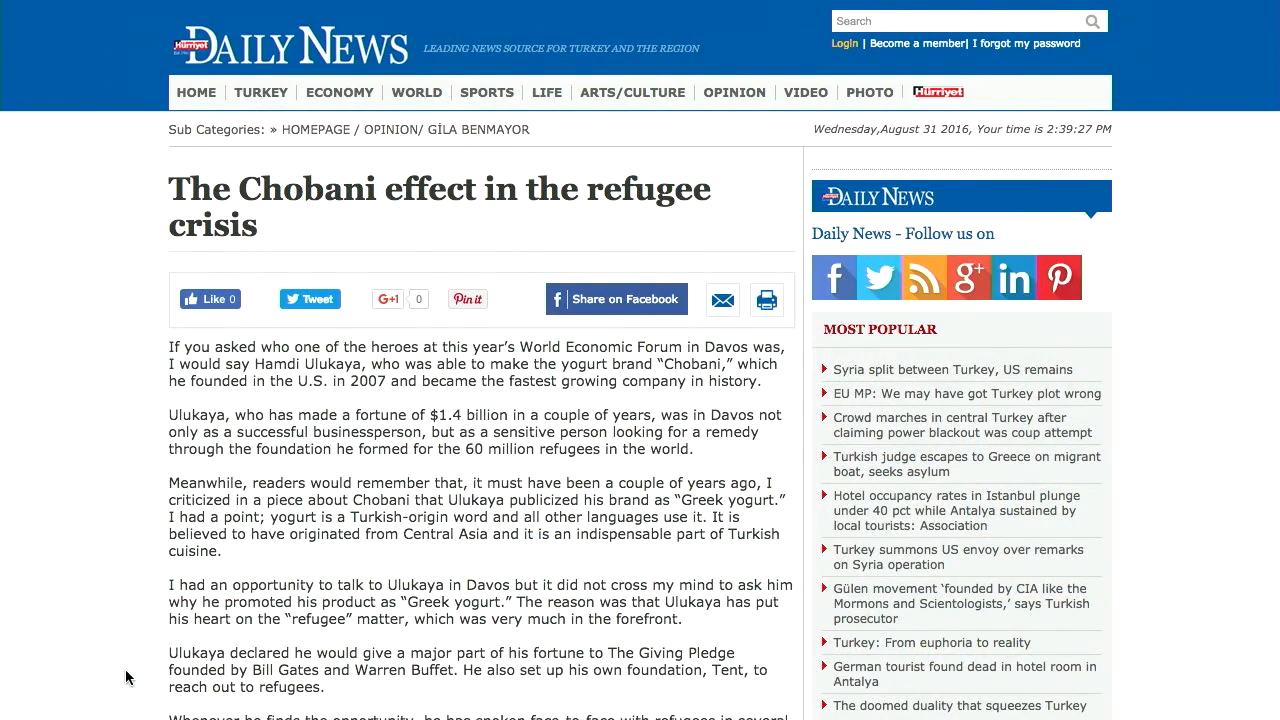 Search
Hürriyet
DAILY NEWS
LEADING NEWS SOURCE FOR TURKEY AND THE REGION
Login | Become a member| I forgot my password
HOME TURKEY ECONOMY WORLD SPORTS LIFE ARTS/CULTURE OPINION VIDEO PHOTO Hürriyet
Sub Categories: » HOMEPAGE / OPINION/ GİLA BENMAYOR
Wednesday,August 31 2016, Your time is 2:39:27 PM
The Chobani effect in the refugee
crisis
Like 0
Tweet
G+1 0
Pin it
f Share on Facebook
If you asked who one of the heroes at this year’s World Economic Forum in Davos was,
I would say Hamdi Ulukaya, who was able to make the yogurt brand “Chobani,” which
he founded in the U.S. in 2007 and became the fastest growing company in history.
Ulukaya, who has made a fortune of $1.4 billion in a couple of years, was in Davos not
only as a successful businessperson, but as a sensitive person looking for a remedy
through the foundation he formed for the 60 million refugees in the world.
Meanwhile, readers would remember that, it must have been a couple of years ago, I
criticized in a piece about Chobani that Ulukaya publicized his brand as “Greek yogurt.”
I had a point; yogurt is a Turkish-origin word and all other languages use it. It is
believed to have originated from Central Asia and it is an indispensable part of Turkish
cuisine.
I had an opportunity to talk to Ulukaya in Davos but it did not cross my mind to ask him
why he promoted his product as “Greek yogurt.” The reason was that Ulukaya has put
his heart on the “refugee” matter, which was very much in the forefront.
Ulukaya declared he would give a major part of his fortune to The Giving Pledge
founded by Bill Gates and Warren Buffet. He also set up his own foundation, Tent, to
reach out to refugees.
Whenever he finds the opportunity, he has spoken face-to-face with refugees in several
Hürriyet
DAILY NEWS
Daily News - Follow us on
f
g+
in
MOST POPULAR
Syria split between Turkey, US remains
EU MP: We may have got Turkey plot wrong
Crowd marches in central Turkey after
claiming power blackout was coup attempt
Turkish judge escapes to Greece on migrant
boat, seeks asylum
Hotel occupancy rates in Istanbul plunge
under 40 pct while Antalya sustained by
local tourists: Association
Turkey summons US envoy over remarks
on Syria operation
Gülen movement ‘founded by CIA like the
Mormons and Scientologists,’ says Turkish
prosecutor
Turkey: From euphoria to reality
German tourist found dead in hotel room in
Antalya
The doomed duality that squeezes Turkey